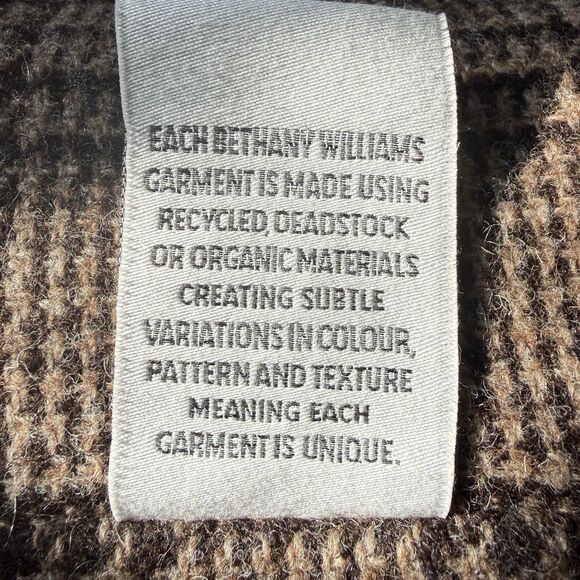 EACH BETHANY WILLIAMS
GARMENT IS MADE USING
RECYCLED, DEADSTOCK
OR ORGANIC MATERIALS
CREATING SUBTLE
VARIATIONS IN COLOUR,
PATTERN AND TEXTURE
MEANING EACH
GARMENT IS UNIQUE.